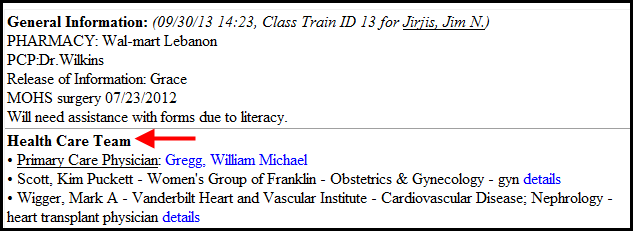 General Information: (09/30/13 14:23, Class Train ID 13 for Jirjis, Jim N.)
PHARMACY: Wal-mart Lebanon
PCP:Dr.Wilkins
Release of Information: Grace
MOHS surgery 07/23/2012
Will need assistance with forms due to literacy.
Health Care Team
• Primary Care Physician: Gregg, William Michael
• Scott, Kim Puckett - Women's Group of Franklin - Obstetrics & Gynecology - gyn details
• Wigger, Mark A - Vanderbilt Heart and Vascular Institute - Cardiovascular Disease; Nephrology -
heart transplant physician details